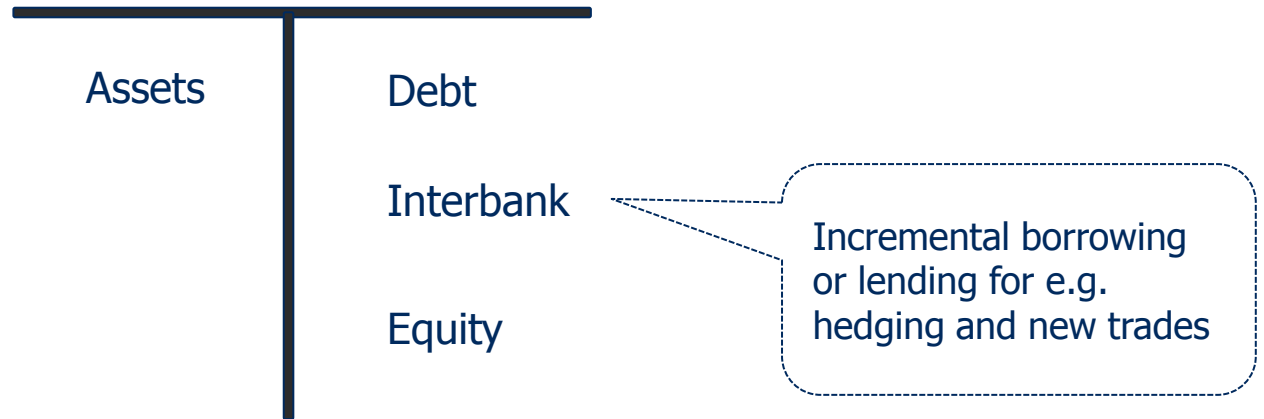 Assets
Debt
Interbank
Equity
Incremental borrowing
or lending for e.g.
hedging and new trades